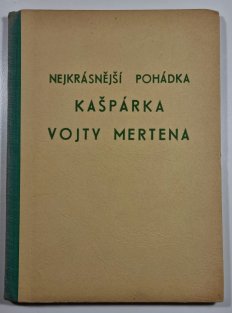 NEJKRÁSNĚJŠÍ POHÁDKA
KAŠPÁRKA
VOJTY MERTENA